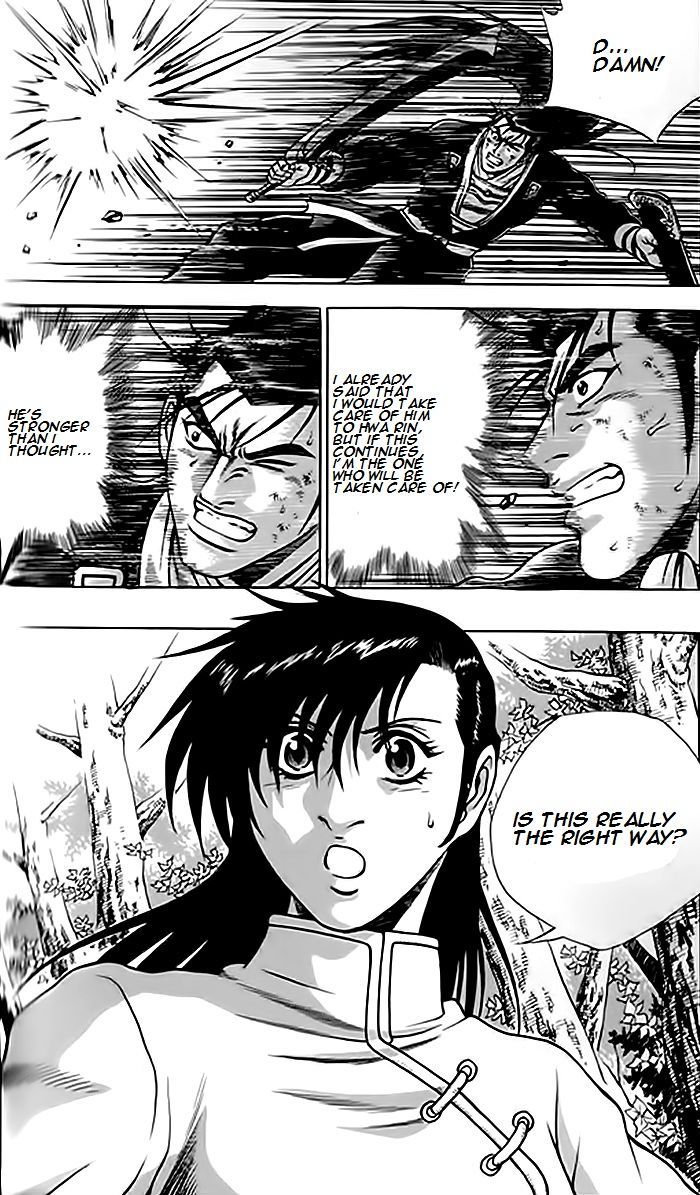 D...
DAMN!
HE'S
STRONGER
THAN I
THOUGHT...
I ALREADY
SAID THAT
I WOULD TAKE
CARE OF HIM
TO HWA RIN,
BUT IF THIS
CONTINUES,
I'M THE ONE
WHO WILL BE
TAKEN CARE OF!
IS THIS REALLY
THE RIGHT WAY?